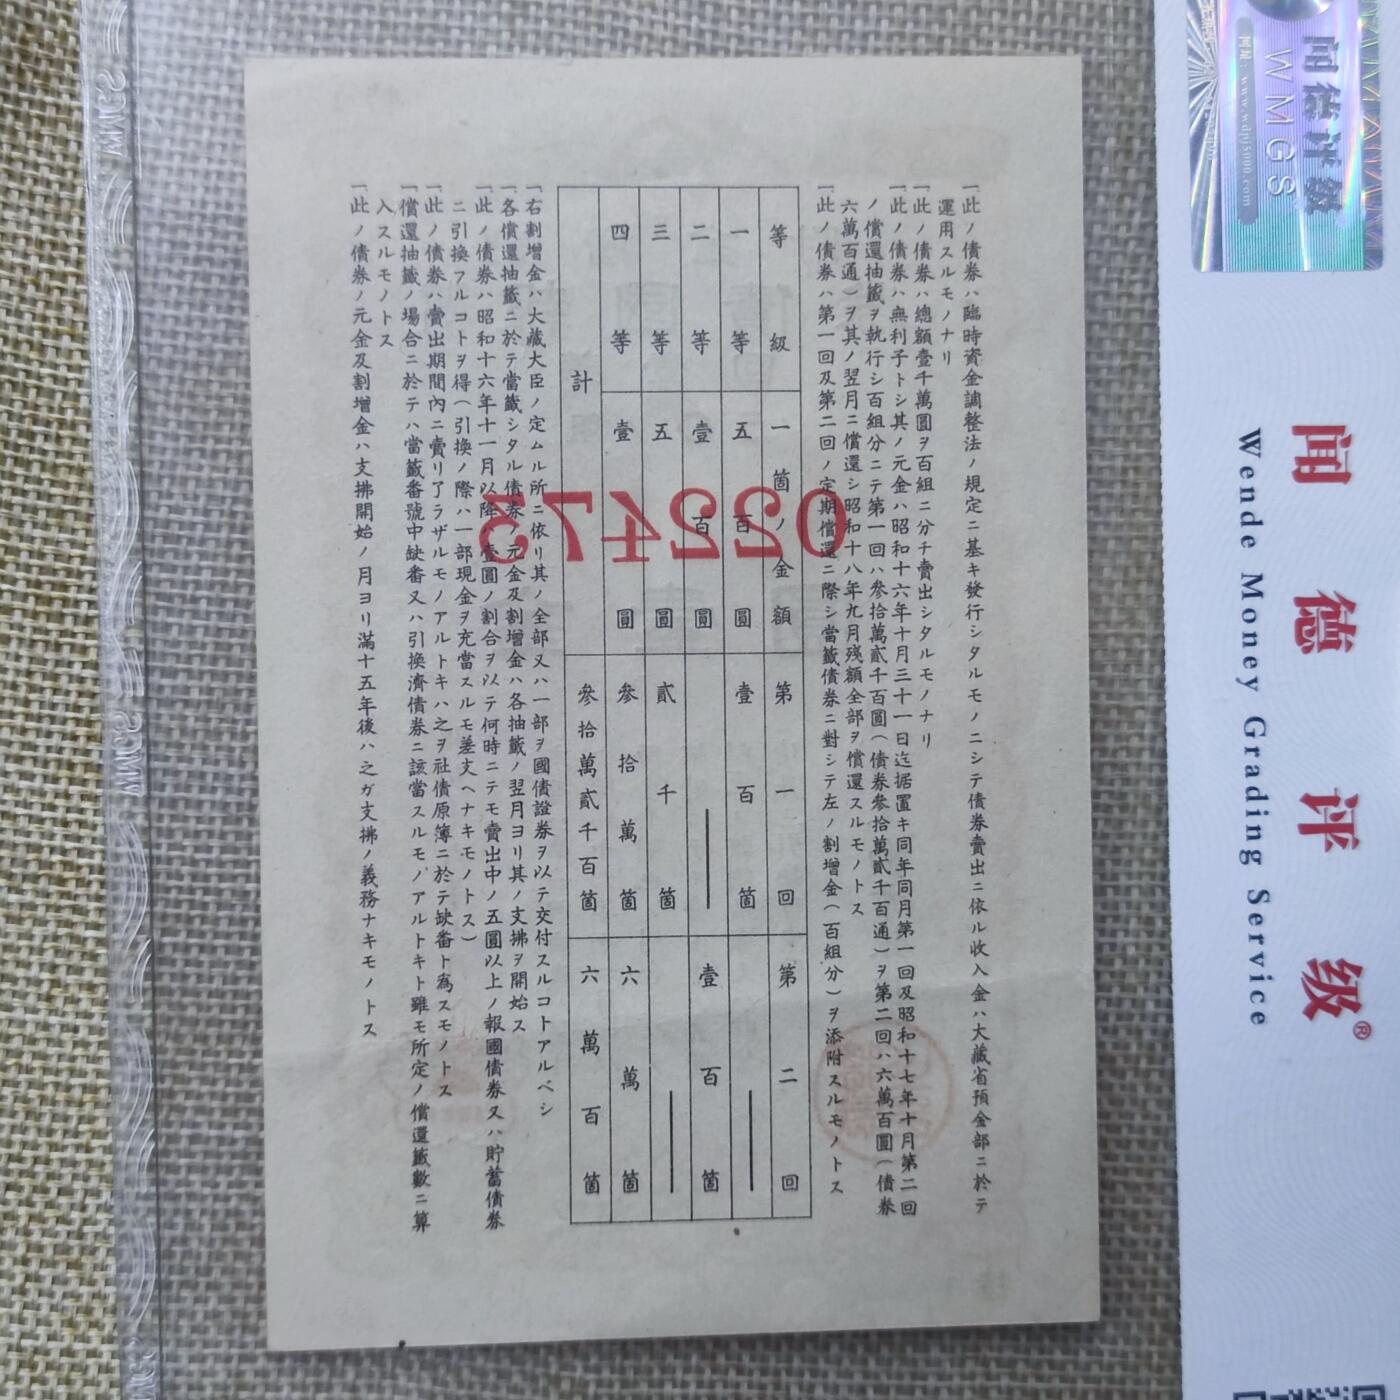 一此ノ債券ハ臨時資金調整法ノ規定ニ基キ發行シタルモノニシテ債券賣出ニ依ル收入金ハ大藏省預金部ニ於テ
運用スルモノナリ
一此ノ債券ハ總額壹千萬圓ヲ百組ニ分チ賣出シタルモノナリ
一此ノ債券ハ無利子トシ其ノ元金ハ昭和十六年十月三十一日迄据置キ同年同月第一回及昭和十七年十月第二回
ノ償還抽籤ヲ執行シ百組分ニテ第一回ハ參拾萬貳千百圓(債券參拾萬貳千百通)ヲ第二回ハ六萬百圓(債券
六萬百通)ヲ其ノ翌月ニ償還シ昭和十八年九月殘額全部ヲ償還スルモノトス
一此ノ債券ハ第一回及第二回ノ定期償還ニ際シ當籤債券ニ對シテ左ノ割增金(百組分)ヲ添附スルモノトス
等級 一箇ノ金額 第一回 第二回
一等 五百圓 壹百箇 ――
二等 壹百圓 ―― 壹百箇
三等 五圓 貳千箇 ――
四等 壹圓 參拾萬箇 六萬箇
計 參拾萬貳千百箇 六萬百箇
一右割增金ハ大藏大臣ノ定ムル所ニ依リ其ノ全部又ハ一部ヲ國債證券ヲ以テ交付スルコトアルベシ
一各償還抽籤ニ於テ當籤シタル債券ノ元金及割增金ハ各抽籤ノ翌月ヨリ其ノ支拂ヲ開始ス
一此ノ債券ハ昭和十六年十一月以降ハ壹圓ノ割合ヲ以テ何時ニテモ賣出中ノ五圓以上ノ報國債券又ハ貯蓄債券
ニ引換フルコトヲ得(引換ノ際ハ一部現金ヲ充當スルモ差支ヘナキモノトス)
一此ノ債券ハ賣出期間內ニ賣リ了ラザルモノアルトキハ之ヲ社債原簿ニ於テ缺番ト爲スモノトス
一償還抽籤ノ場合ニ於テハ當籤番號中缺番又ハ引換濟債券ニ該當スルモノアルトキト雖モ所定ノ償還籤數ニ算
入スルモノトス
一此ノ債券ノ元金及割增金ハ支拂開始ノ月ヨリ滿十五年後ハ之ガ支拂ノ義務ナキモノトス
闻德评级®
Wende Money Grading Service
闻德评级
WMGS
官网:www.wdpj5000.com